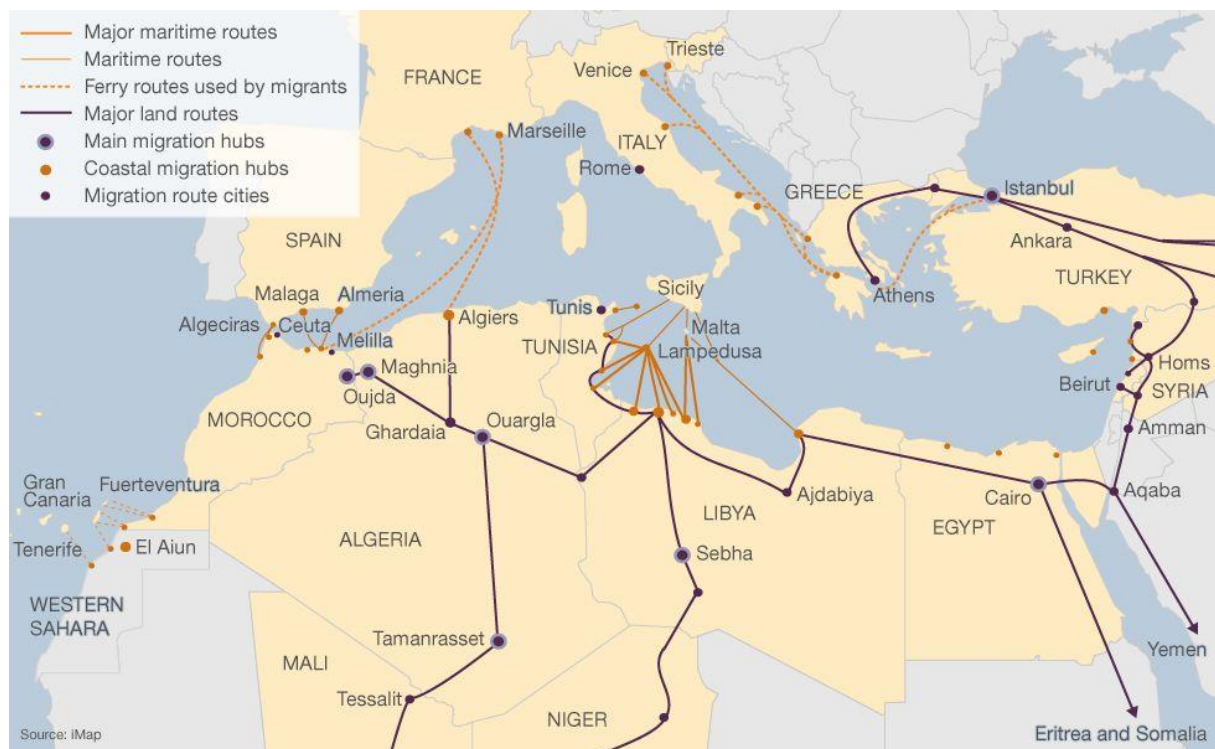 Major maritime routes
Maritime routes
Ferry routes used by migrants
Major land routes
Main migration hubs
Coastal migration hubs
Migration route cities
Trieste
Venice
FRANCE
Marseille
ITALY
Rome
GREECE
Istanbul
SPAIN
Ankara
TURKEY
Athens
Malaga
Almeria
Sicily
Tunis
Algeciras
Ceuta
Algiers
Malta
Melilla
TUNISIA
Lampedusa
Maghnia
Homs
Oujda
Beirut
SYRIA
MOROCCO
Ouargla
Ghardaia
Amman
Gran
Canaria
Fuerteventura
Ajdabiya
Cairo
Aqaba
LIBYA
EGYPT
ALGERIA
Tenerife
El Aiun
Sebha
WESTERN
SAHARA
Tamanrasset
Yemen
MALI
Tessalit
NIGER
Source: iMap
Eritrea and Somalia